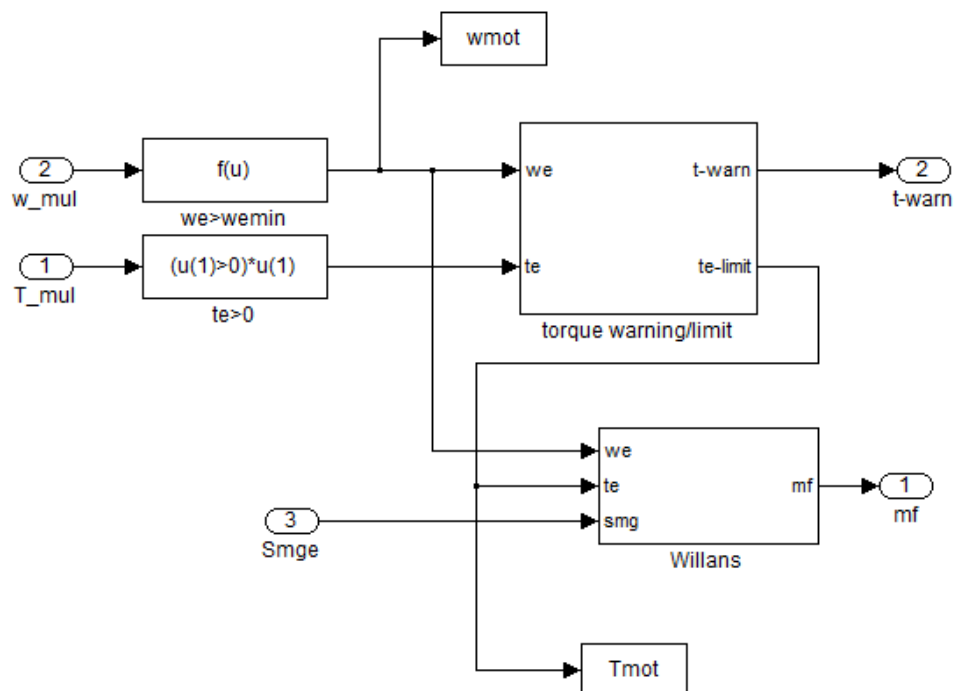 wmot
2
w_mul
f(u)
we>wemin
we
t-warn
2
t-warn
1
T_mul
(u(1)>0)*u(1)
te>0
te
te-limit
torque warning/limit
we
te
smg
mf
Willans
1
mf
3
Smge
Tmot